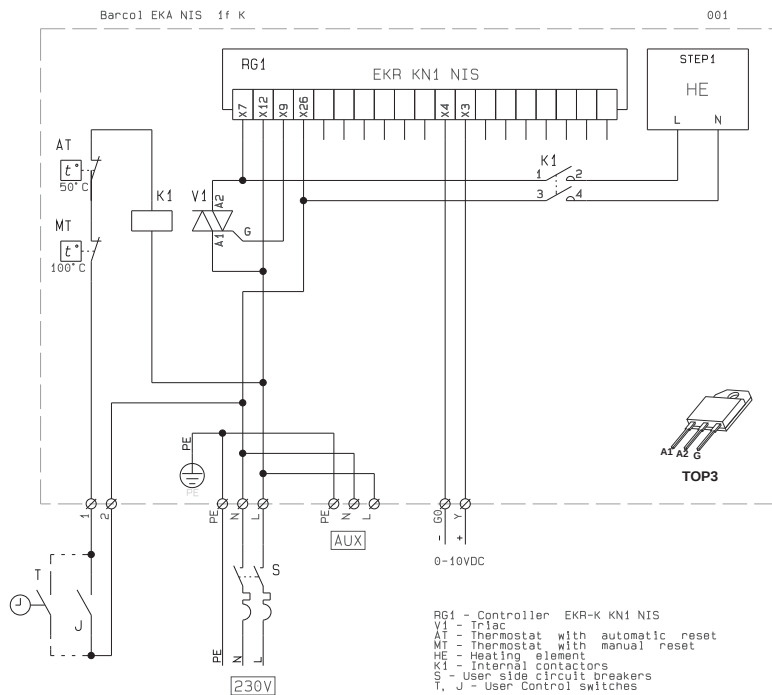 Barcol EKA NIS 1f K
001
RG1
EKR KN1 NIS
X7 X12 X9 X26 X4 X3
STEP1
HE
L N
AT
t°
50°C
MT
t°
100°C
K1
V1
A2
A1
G
K1
1 2
3 4
PE
PE
A1 A2 G
TOP3
1 2 PE N L PE N L G0 Y
AUX
- +
0-10VDC
T
J
S
PE N L
230V
RG1 - Controller EKR-K KN1 NIS
V1 - Triac
AT - Thermostat with automatic reset
MT - Thermostat with manual reset
HE - Heating element
K1 - Internal contactors
S - User side circuit breakers
T, J - User Control switches